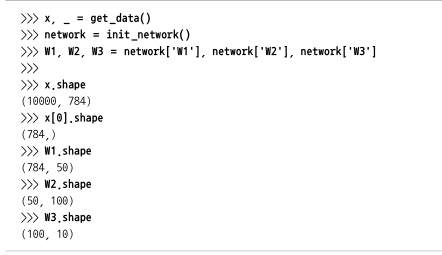 >>> x, _ = get_data()
>>> network = init_network()
>>> W1, W2, W3 = network['W1'], network['W2'], network['W3']
>>>
>>> x.shape
(10000, 784)
>>> x[0].shape
(784,)
>>> W1.shape
(784, 50)
>>> W2.shape
(50, 100)
>>> W3.shape
(100, 10)